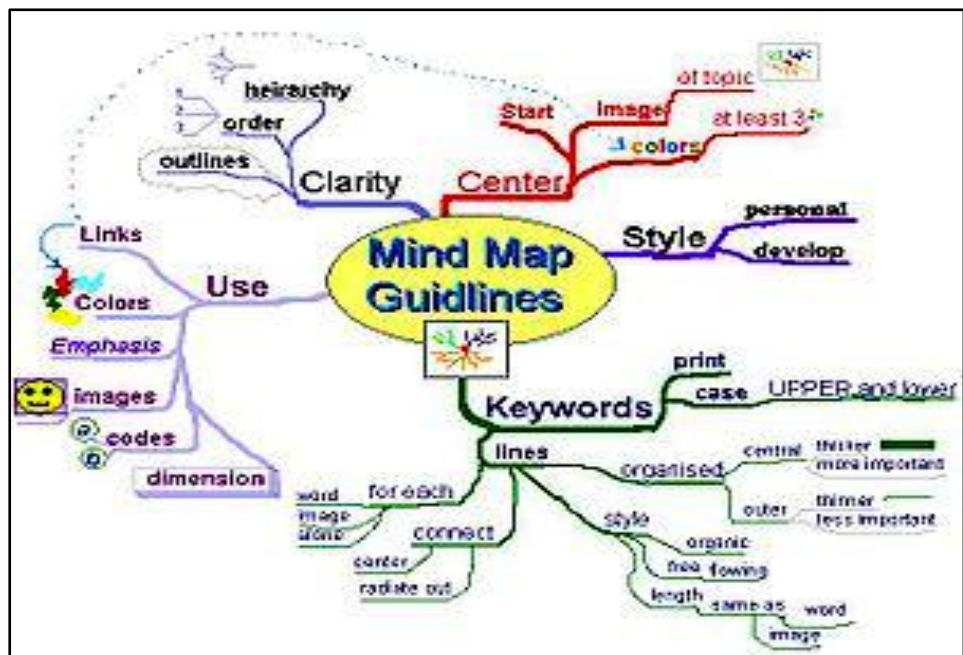 Mind Map
Guidlines
Center
Start
image
of topic
colors
at least 3
Style
personal
develop
Keywords
print
case
UPPER and lower
lines
organised
central
thicker
more important
outer
thinner
less important
style
organic
free flowing
length
same as
word
image
connect
center
radiate out
for each
word
image
alone
Use
Links
Colors
Emphasis
images
codes
dimension
Clarity
heirarchy
order
outlines